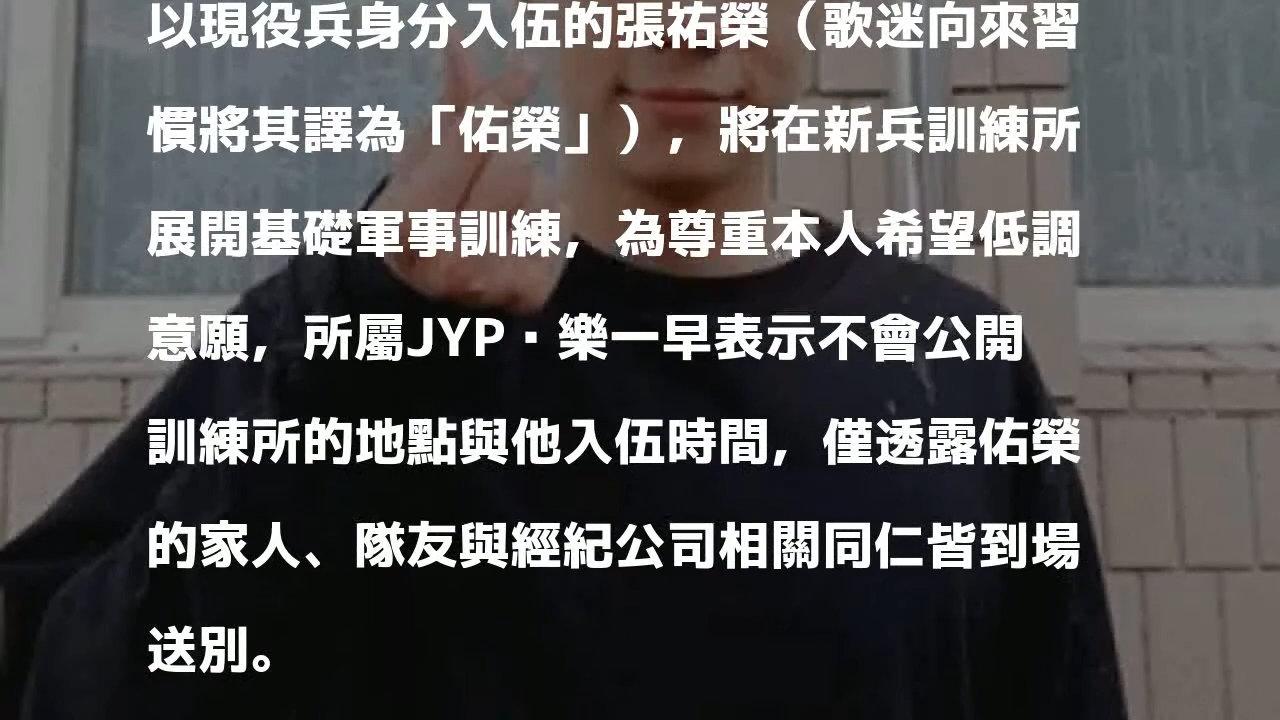 以現役兵身分入伍的張祐榮（歌迷向來習
慣將其譯為「佑榮」），將在新兵訓練所
展開基礎軍事訓練，為尊重本人希望低調
意願，所屬JYP·樂一早表示不會公開
訓練所的地點與他入伍時間，僅透露佑榮
的家人、隊友與經紀公司相關同仁皆到場
送別。